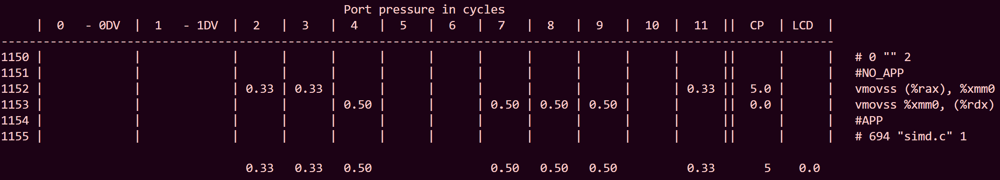 Port pressure in cycles
     |  0   - 0DV  |  1   - 1DV  |  2   |  3   |  4   |  5   |  6   |  7   |  8   |  9   |  10  |  11  ||  CP  | LCD  |
-----------------------------------------------------------------------------------------------------------------------
1150 |             |             |      |      |      |      |      |      |      |      |      |      ||      |      |   # 0 "" 2
1151 |             |             |      |      |      |      |      |      |      |      |      |      ||      |      |   #NO_APP
1152 |             |             | 0.33 | 0.33 |      |      |      |      |      |      |      | 0.33 ||  5.0 |      |   vmovss (%rax), %xmm0
1153 |             |             |      |      | 0.50 |      |      | 0.50 | 0.50 | 0.50 |      |      ||  0.0 |      |   vmovss %xmm0, (%rdx)
1154 |             |             |      |      |      |      |      |      |      |      |      |      ||      |      |   #APP
1155 |             |             |      |      |      |      |      |      |      |      |      |      ||      |      |   # 694 "simd.c" 1
                                   0.33   0.33   0.50                 0.50   0.50   0.50          0.33       5    0.0